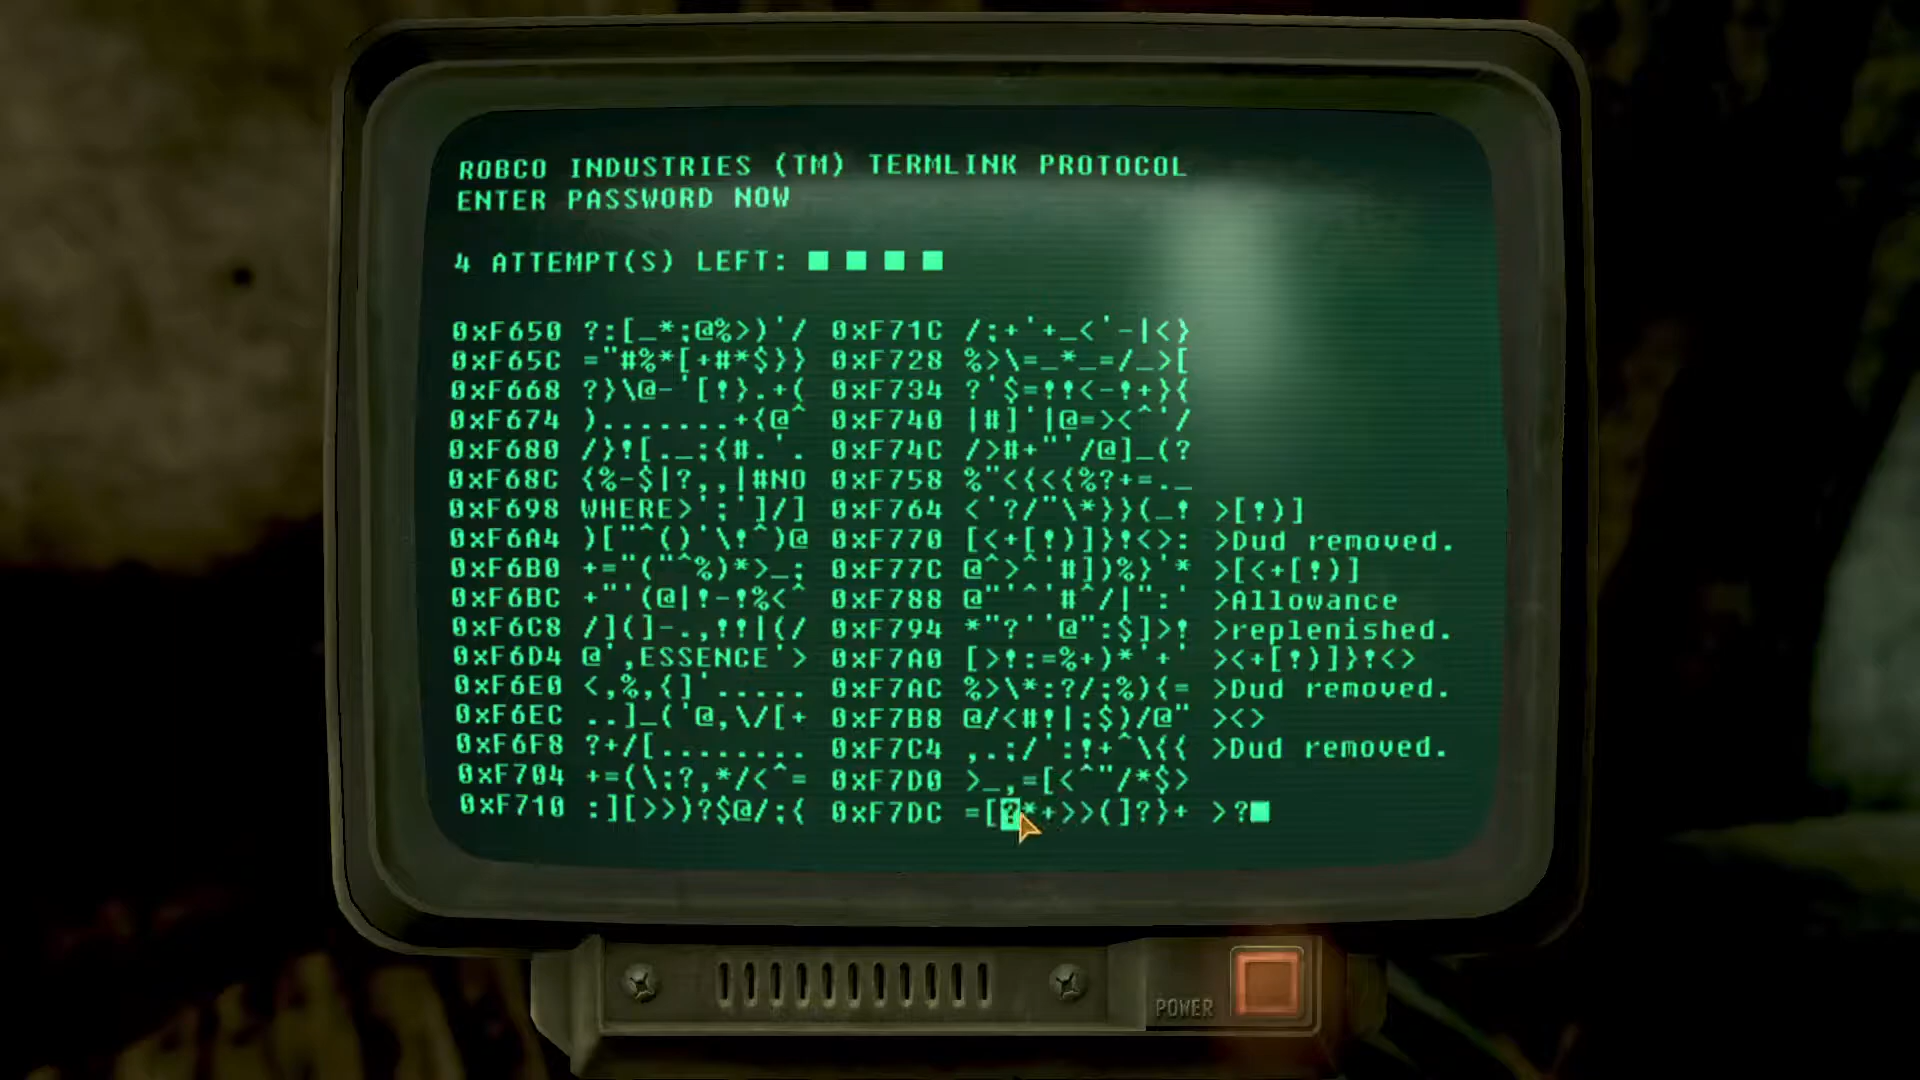 ROBCO INDUSTRIES (TM) TERMLINK PROTOCOL
ENTER PASSWORD NOW
4 ATTEMPT(S) LEFT: ■ ■ ■ ■
0xF650 ?:[_*;@%>)'/ 0xF71C /;+'+_<'-|<}
0xF65C ="#%*[+#*$}} 0xF728 %>\=_*_=/_>[
0xF668 ?}\@-'[!}.+( 0xF734 ?'$=!!<-!+}{
0xF674 ).......+{@^ 0xF740 |#]'|@=><^'/
0xF680 /}![._;{#.'. 0xF74C />#+"'/@]_(?
0xF68C {%-$|?,,|#NO 0xF758 %"<{<{%?+=._
0xF698 WHERE>';']/] 0xF764 <'?/"\*}}(_! >[!)]
0xF6A4 )["^()'\!^)@ 0xF770 [<+[!)]}!<>: >Dud removed.
0xF6B0 +="("^%)*>_; 0xF77C @^>^'#])%}'* >[<+[!)]
0xF6BC +"'(@|!-!%<^ 0xF788 @"'^'#^/|":' >Allowance
0xF6C8 /](]-.,!!|(/ 0xF794 *"?''@":$]>! >replenished.
0xF6D4 @',ESSENCE'> 0xF7A0 [>!:=%+)*'+' ><+[!)]}!<>
0xF6E0 <,%,{]'..... 0xF7AC %>\*:?/;%){= >Dud removed.
0xF6EC ..]_('@,\/[+ 0xF7B8 @/<#!|;$)/@" ><>
0xF6F8 ?+/[........ 0xF7C4 ,.;/':!+^\{{ >Dud removed.
0xF704 +=(\;?,*/<^= 0xF7D0 >_,=[<^"/*$>
0xF710 :][>>)?$@/;{ 0xF7DC =[?*+>>(]?}+ >?■
POWER